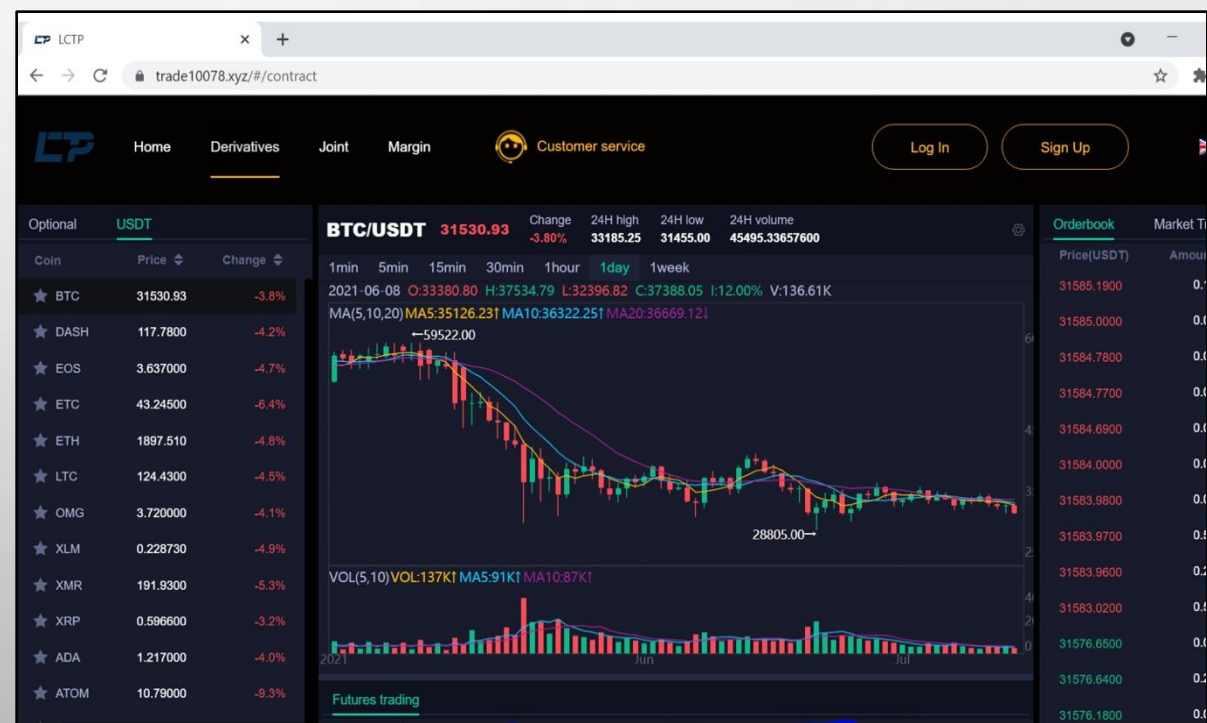 LCTP
trade10078.xyz/#/contract
Home Derivatives Joint Margin Customer service Log In Sign Up
Optional USDT
Coin Price Change
BTC 31530.93 -3.8%
DASH 117.7800 -4.2%
EOS 3.637000 -4.7%
ETC 43.24500 -6.4%
ETH 1897.510 -4.8%
LTC 124.4300 -4.5%
OMG 3.720000 -4.1%
XLM 0.228730 -4.9%
XMR 191.9300 -5.3%
XRP 0.596600 -3.2%
ADA 1.217000 -4.0%
ATOM 10.79000 -9.3%
BTC/USDT 31530.93
Change 24H high 24H low 24H volume
-3.80% 33185.25 31455.00 45495.33657600
1min 5min 15min 30min 1hour 1day 1week
2021-06-08 O:33380.80 H:37534.79 L:32396.82 C:37388.05 I:12.00% V:136.61K
MA(5,10,20) MA5:35126.23↑ MA10:36322.25↑ MA20:36669.12↓
←59522.00
28805.00→
VOL(5,10) VOL:137K↑ MA5:91K↑ MA10:87K↑
2021 Jun Jul
Futures trading
Orderbook Market
Price(USDT)
31585.1900
31585.0000
31584.7800
31584.7700
31584.6900
31584.0000
31583.9800
31583.9700
31583.9600
31583.0200
31576.6500
31576.6400
31576.1800